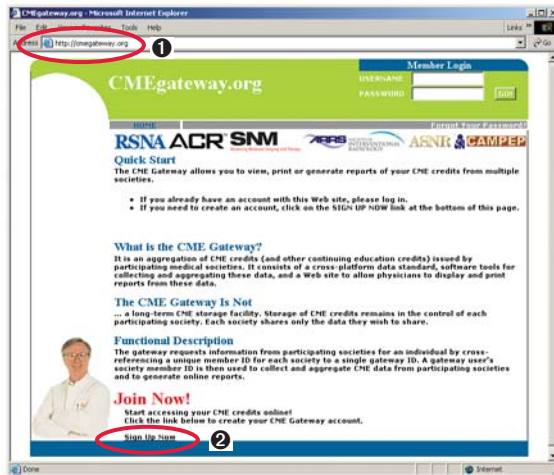 CMEgateway.org - Microsoft Internet Explorer
File Edit View Favorites Tools Help
Links
Address http://cmegateway.org
Go
❶
Member Login
CMEgateway.org
USERNAME
PASSWORD
GO!
HOME
Forgot Your Password?
RSNA ACR SNM ARRS SOCIETY OF INTERVENTIONAL RADIOLOGY ASNR CAMPEP
Quick Start
The CME Gateway allows you to view, print or generate reports of your CME credits from multiple
societies.
• If you already have an account with this Web site, please log in.
• If you need to create an account, click on the SIGN UP NOW link at the bottom of this page.
What is the CME Gateway?
It is an aggregation of CME credits (and other continuing education credits) issued by
participating medical societies. It consists of a cross-platform data standard, software tools for
collecting and aggregating these data, and a Web site to allow physicians to display and print
reports from these data.
The CME Gateway Is Not
... a long-term CME storage facility. Storage of CME credits remains in the control of each
participating society. Each society shares only the data they wish to share.
Functional Description
The gateway requests information from participating societies for an individual by cross-
referencing a unique member ID for each society to a single gateway ID. A gateway user's
society member ID is then used to collect and aggregate CME data from participating societies
and to generate online reports.
Join Now!
Start accessing your CME credits online!
Click the link below to create your CME Gateway account.
Sign Up Now
❷
Done
Internet